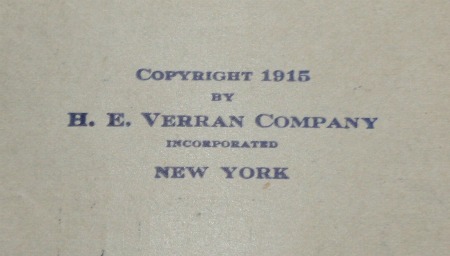 COPYRIGHT 1915
BY
H. E. VERRAN COMPANY
INCORPORATED
NEW YORK